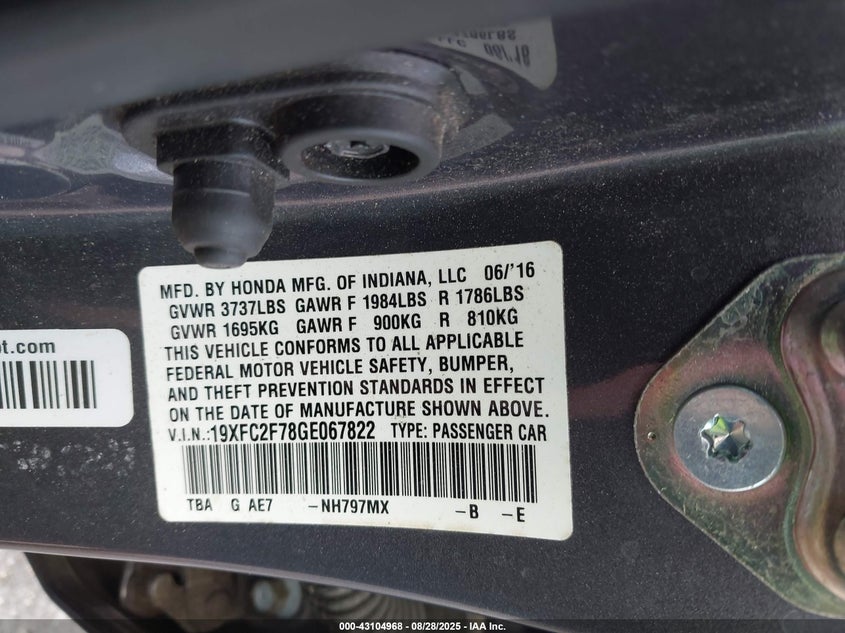 MFD. BY HONDA MFG. OF INDIANA, LLC 06/'16
GVWR 3737LBS GAWR F 1984LBS R 1786LBS
GVWR 1695KG GAWR F 900KG R 810KG
THIS VEHICLE CONFORMS TO ALL APPLICABLE
FEDERAL MOTOR VEHICLE SAFETY, BUMPER,
AND THEFT PREVENTION STANDARDS IN EFFECT
ON THE DATE OF MANUFACTURE SHOWN ABOVE.
V.I.N.:19XFC2F78GE067822 TYPE: PASSENGER CAR
TBA G AE7 -NH797MX -B -E
ot.com
000-43104968 - 08/28/2025 - IAA Inc.